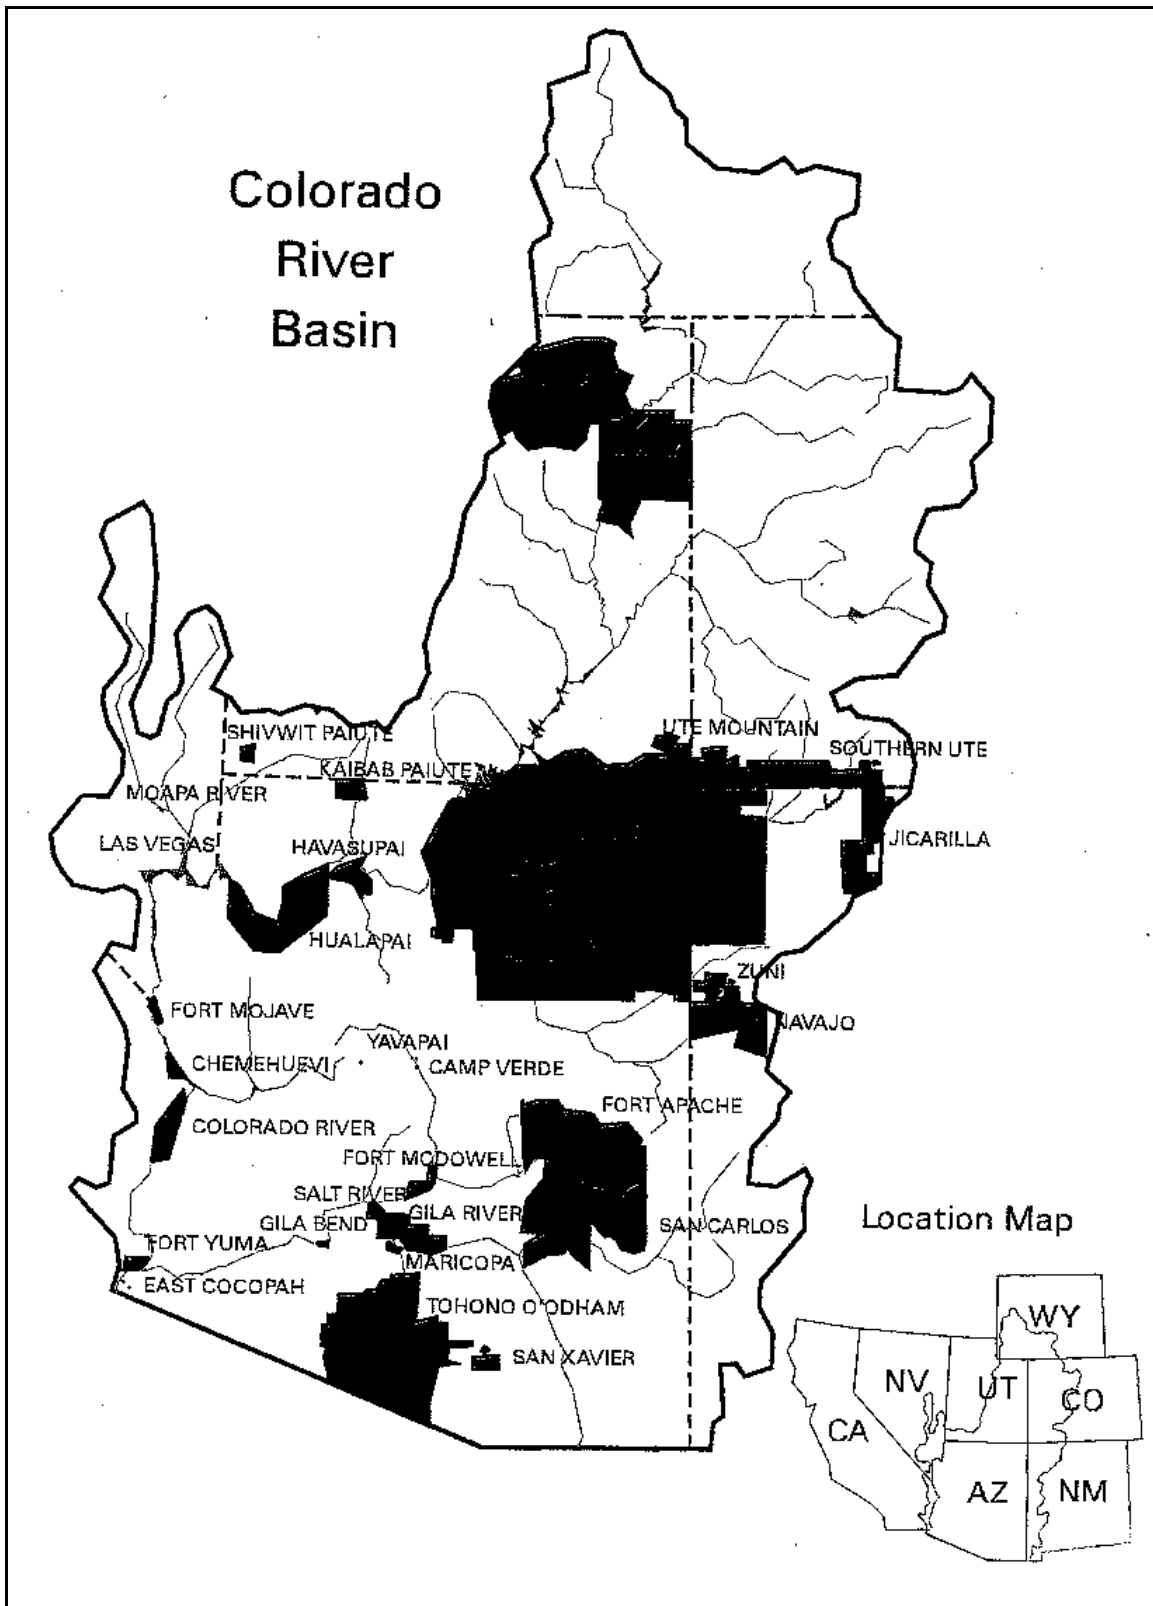 Colorado
River
Basin
UTE MOUNTAIN
SHIVWIT PAIUTE
SOUTHERN UTE
KAIBAB PAIUTE
MOAPA RIVER
LAS VEGAS
HAVASUPAI
JICARILLA
HUALAPAI
ZUNI
FORT MOJAVE
NAVAJO
YAVAPAI
CHEMEHUEVI
CAMP VERDE
FORT APACHE
COLORADO RIVER
FORT MCDOWELL
SALT RIVER
GILA RIVER
GILA BEND
SAN CARLOS
Location Map
FORT YUMA
MARICOPA
EAST COCOPAH
TOHONO O'ODHAM
SAN XAVIER
WY
NV
UT
CO
CA
AZ
NM